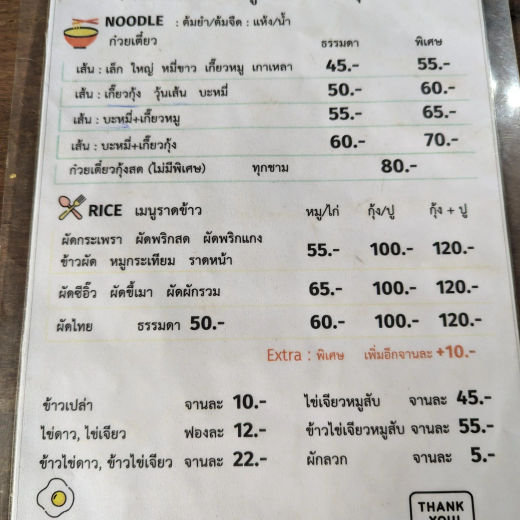 NOODLE : ต้มยำ/ต้มจืด : แห้ง/น้ำ
ก๋วยเตี๋ยว ธรรมดา พิเศษ
เส้น : เล็ก ใหญ่ หมี่ขาว เกี๊ยวหมู เกาเหลา 45.- 55.-
เส้น : เกี๊ยวกุ้ง วุ้นเส้น บะหมี่ 50.- 60.-
เส้น : บะหมี่+เกี๊ยวหมู 55.- 65.-
เส้น : บะหมี่+เกี๊ยวกุ้ง 60.- 70.-
ก๋วยเตี๋ยวกุ้งสด (ไม่มีพิเศษ) ทุกชาม 80.-
RICE เมนูราดข้าว หมู/ไก่ กุ้ง/ปู กุ้ง + ปู
ผัดกระเพรา ผัดพริกสด ผัดพริกแกง
ข้าวผัด หมูกระเทียม ราดหน้า 55.- 100.- 120.-
ผัดซีอิ๊ว ผัดขี้เมา ผัดผักรวม 65.- 100.- 120.-
ผัดไทย ธรรมดา 50.- 60.- 100.- 120.-
Extra : พิเศษ เพิ่มอีกจานละ +10.-
ข้าวเปล่า จานละ 10.- ไข่เจียวหมูสับ จานละ 45.-
ไข่ดาว, ไข่เจียว ฟองละ 12.- ข้าวไข่เจียวหมูสับ จานละ 55.-
ข้าวไข่ดาว, ข้าวไข่เจียว จานละ 22.- ผักลวก จานละ 5.-
THANK
YOU!